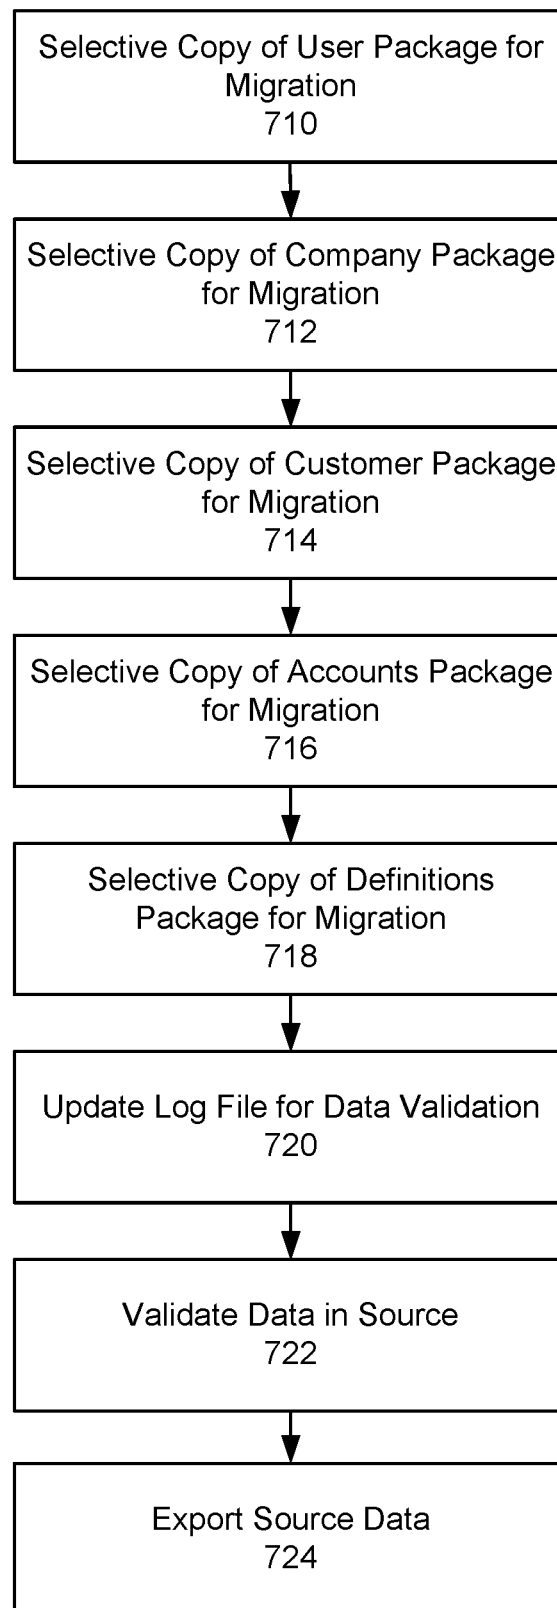 Selective Copy of User Package for
Migration
710
Selective Copy of Company Package
for Migration
712
Selective Copy of Customer Package
for Migration
714
Selective Copy of Accounts Package
for Migration
716
Selective Copy of Definitions
Package for Migration
718
Update Log File for Data Validation
720
Validate Data in Source
722
Export Source Data
724